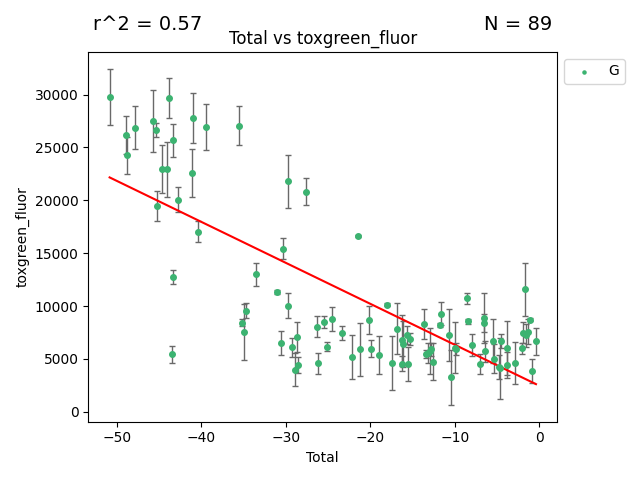 r^2 = 0.57
N = 89
Total vs toxgreen_fluor
G
30000
25000
20000
15000
10000
5000
0
toxgreen_fluor
−50 −40 −30 −20 −10 0
Total